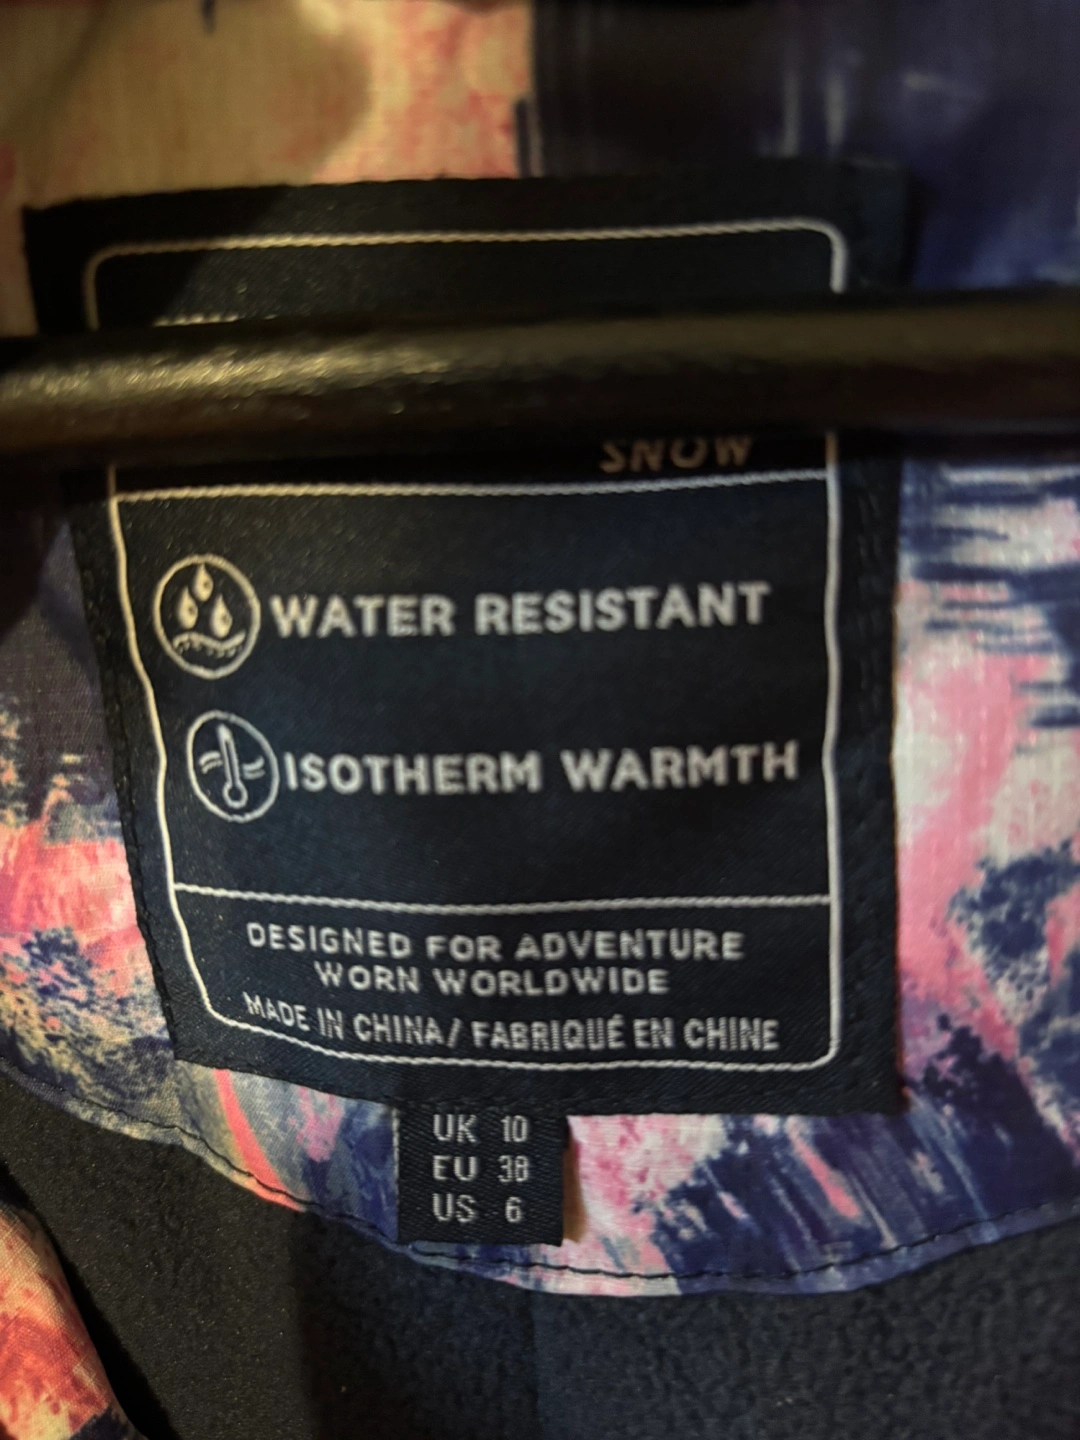 SNOW
WATER RESISTANT
ISOTHERM WARMTH
DESIGNED FOR ADVENTURE
WORN WORLDWIDE
MADE IN CHINA/ FABRIQUÉ EN CHINE
UK 10
EU 38
US 6